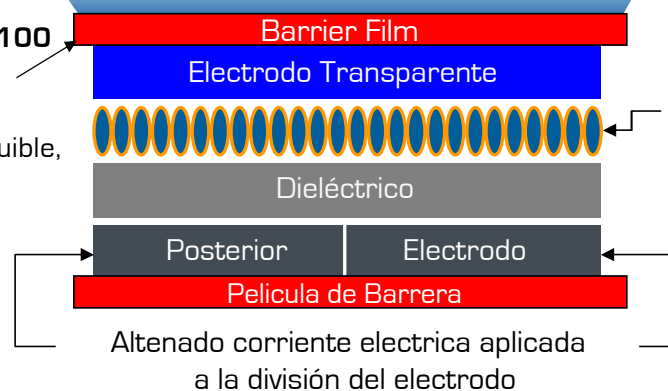 100
Barrier Film
Electrodo Transparente
uible,
Dieléctrico
Posterior
Electrodo
Pelicula de Barrera
Altenado corriente electrica aplicada
a la división del electrodo